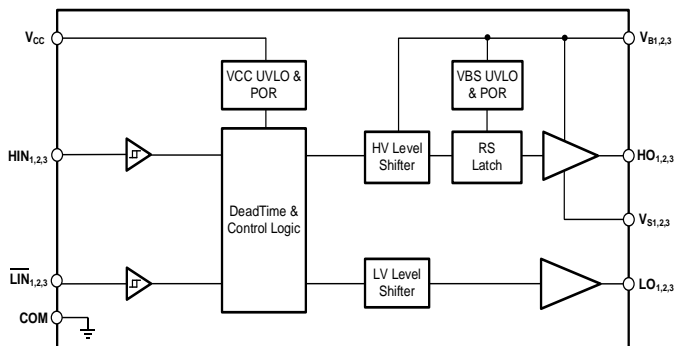 VCC
VB1,2,3
VCC UVLO &
POR
VBS UVLO
& POR
HIN1,2,3
DeadTime &
Control Logic
HV Level
Shifter
RS
Latch
HO1,2,3
VS1,2,3
LIN1,2,3
LV Level
Shifter
LO1,2,3
COM